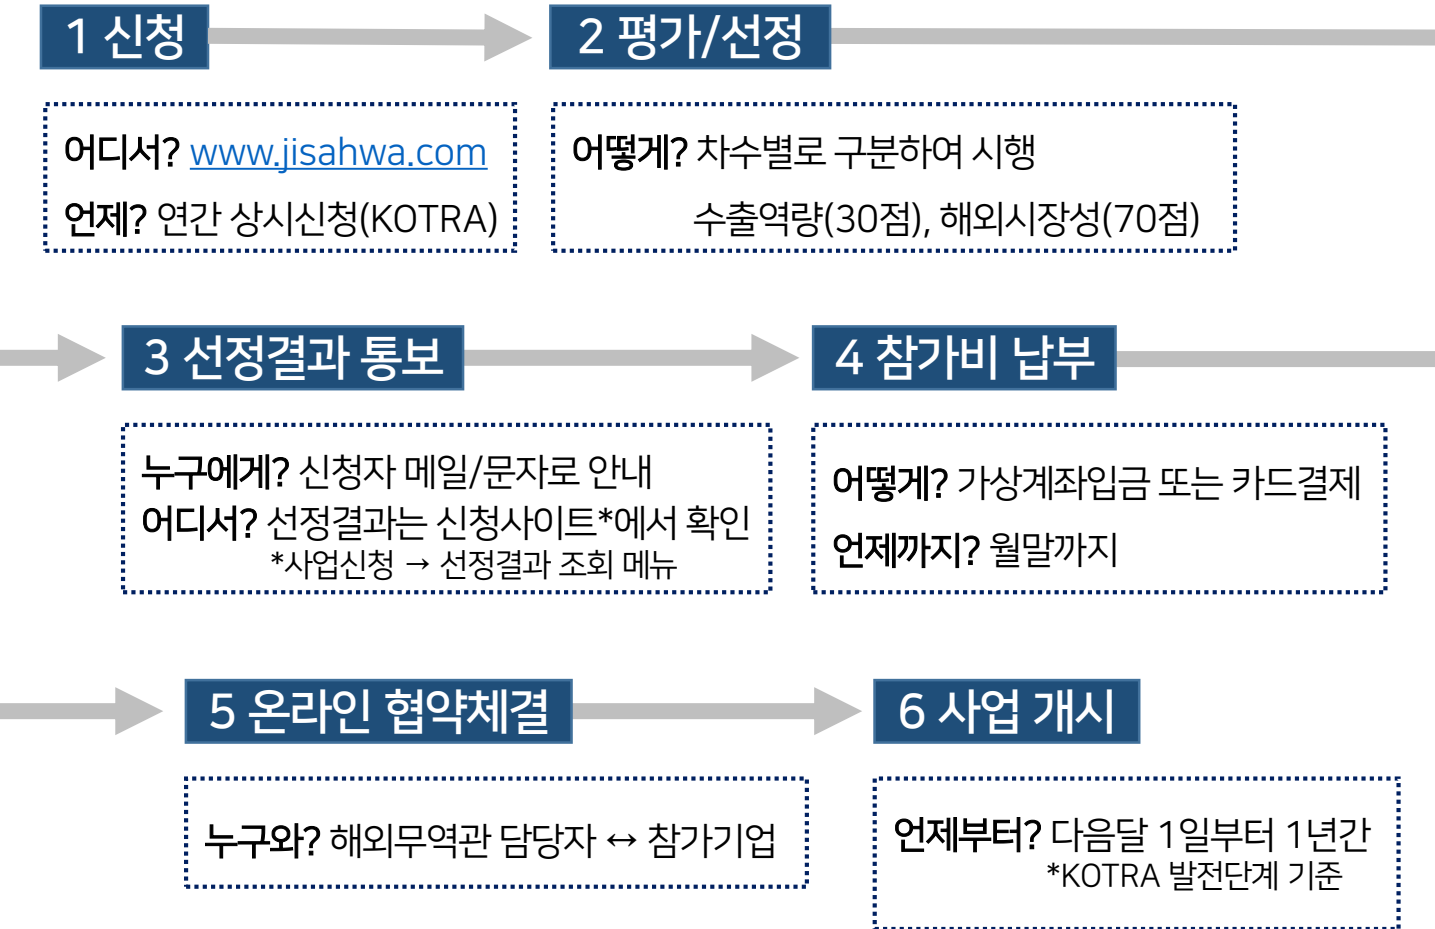 1 신청
2 평가/선정
어디서? www.jisahwa.com
언제? 연간 상시신청(KOTRA)
어떻게? 차수별로 구분하여 시행
수출역량(30점), 해외시장성(70점)
3 선정결과 통보
4 참가비 납부
누구에게? 신청자 메일/문자로 안내
어디서? 선정결과는 신청사이트*에서 확인
*사업신청 → 선정결과 조회 메뉴
어떻게? 가상계좌입금 또는 카드결제
언제까지? 월말까지
5 온라인 협약체결
6 사업 개시
누구와? 해외무역관 담당자 ↔ 참가기업
언제부터? 다음달 1일부터 1년간
*KOTRA 발전단계 기준